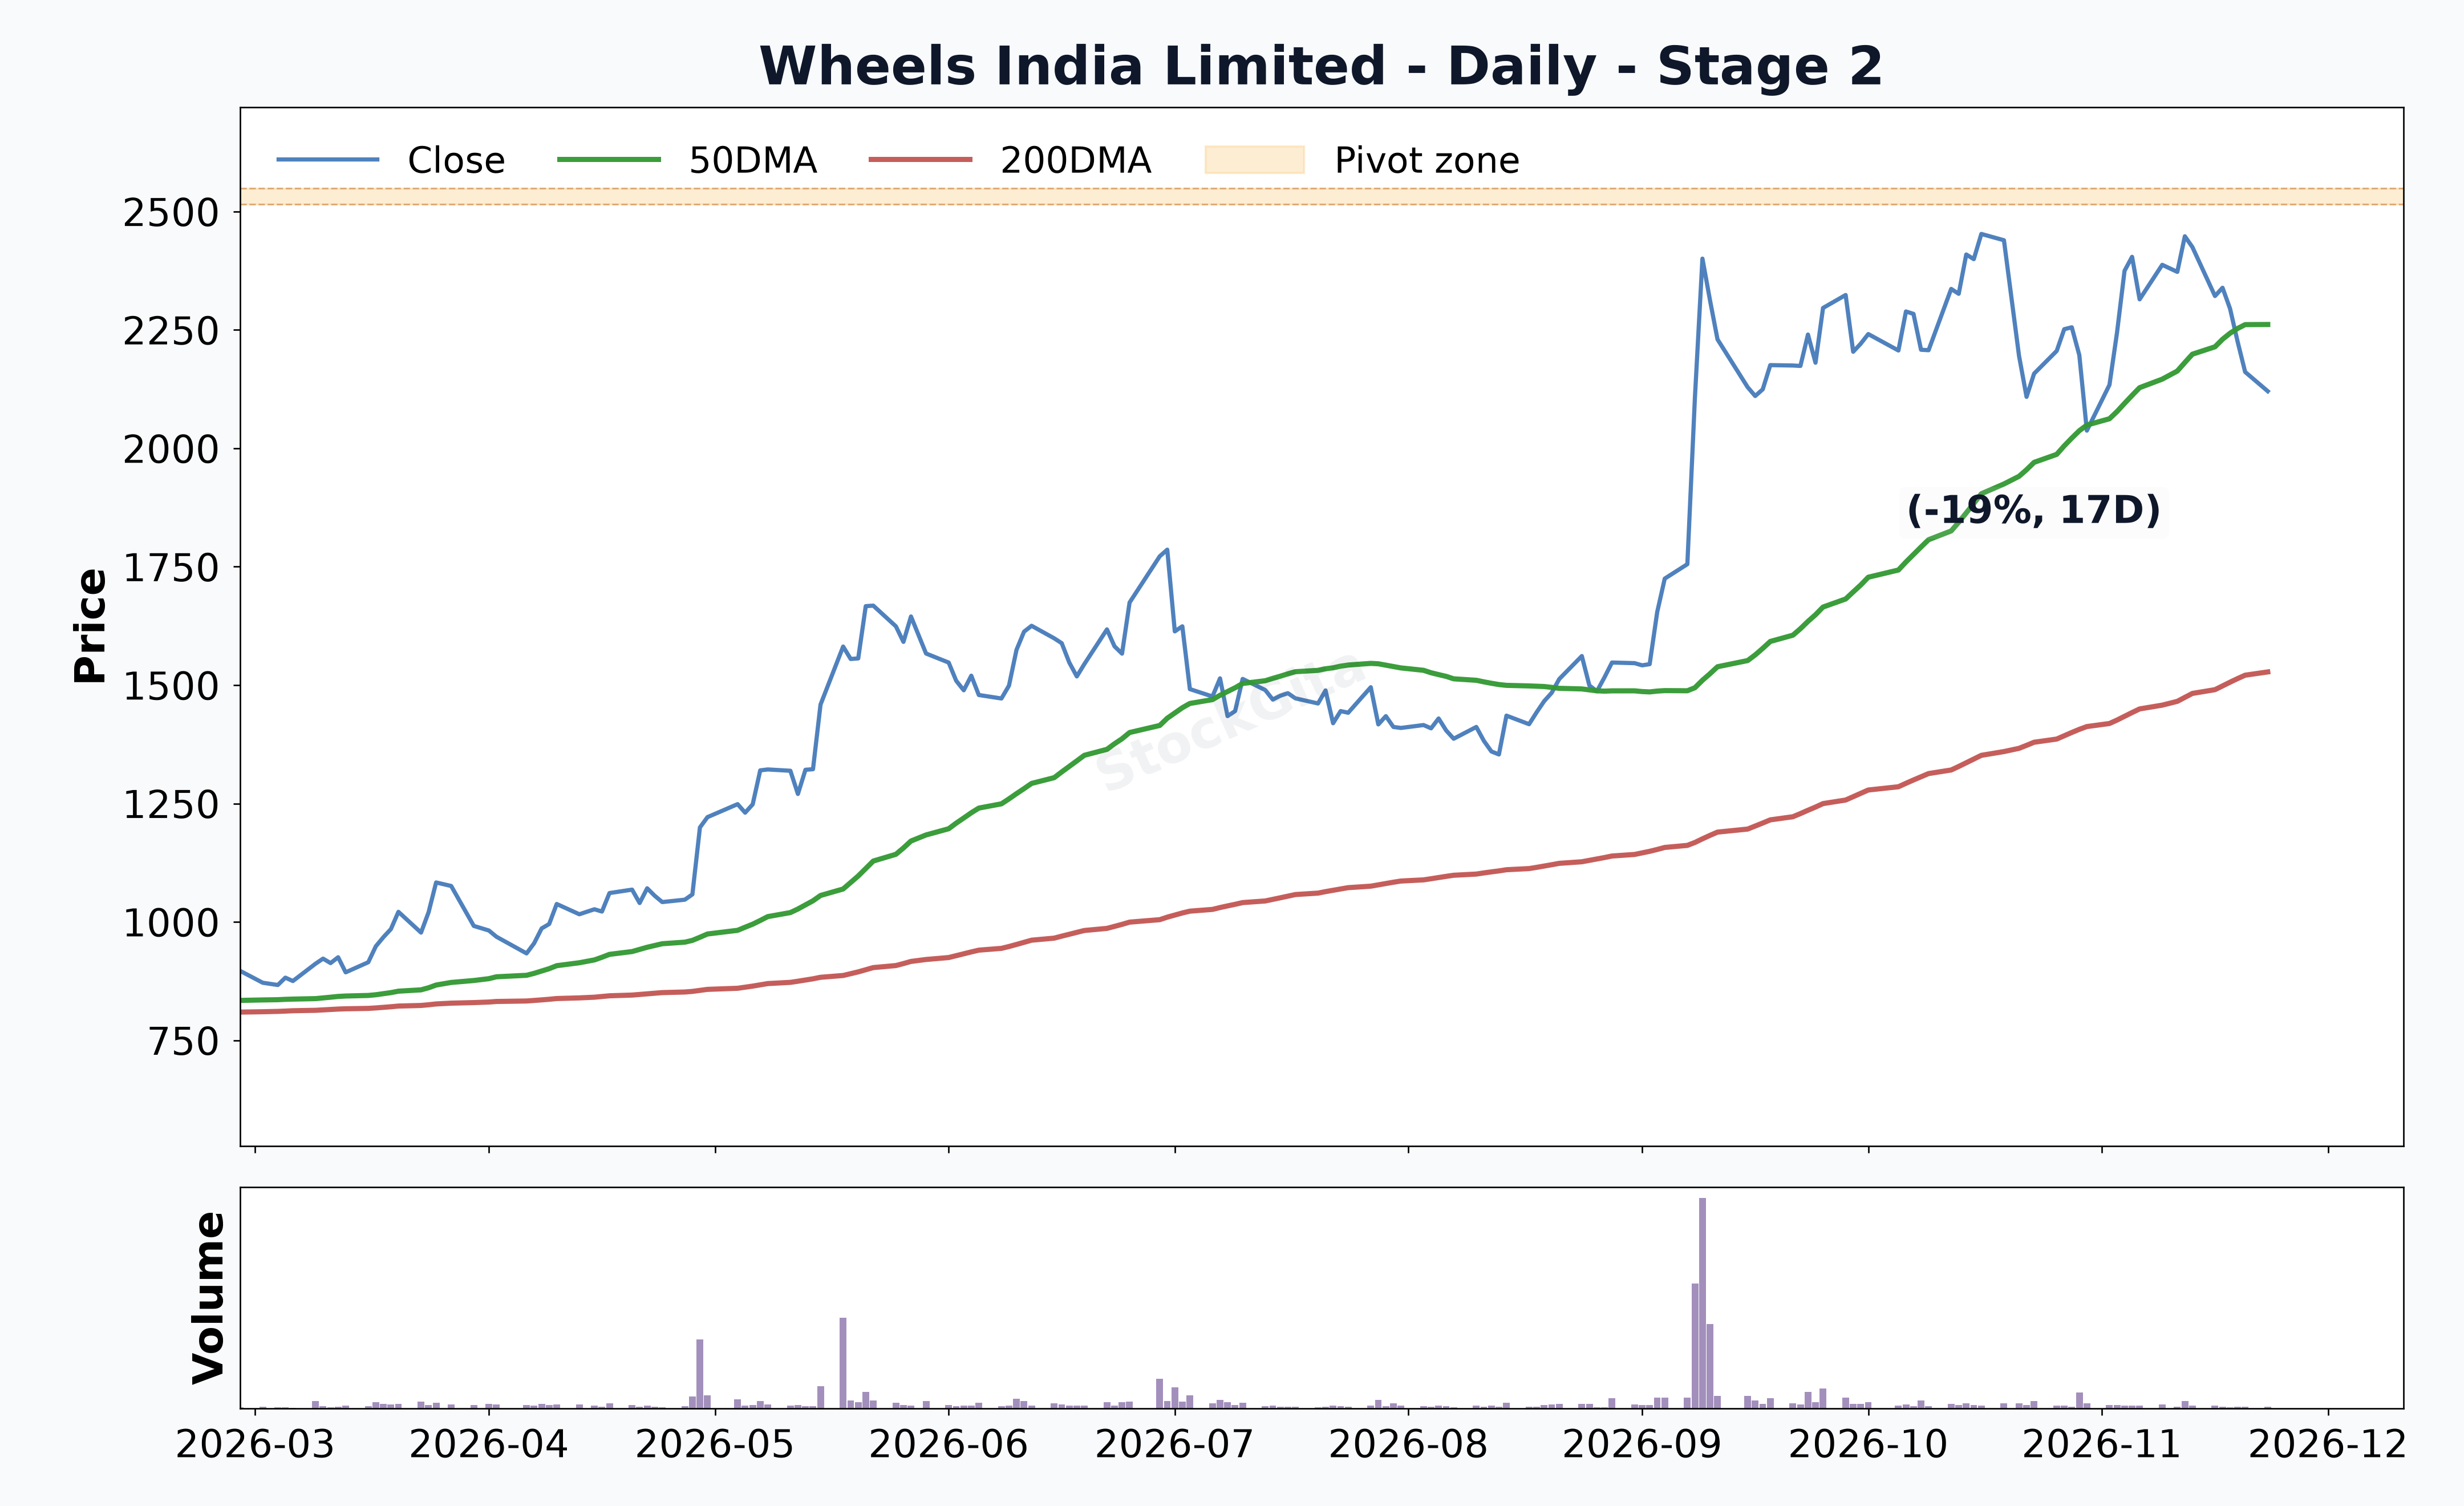 Wheels India Limited - Daily - Stage 2
Close 50DMA 200DMA Pivot zone
Price
2500
2250
2000
1750
1500
1250
1000
750
(-19%, 17D)
Volume
2026-03 2026-04 2026-05 2026-06 2026-07 2026-08 2026-09 2026-10 2026-11 2026-12